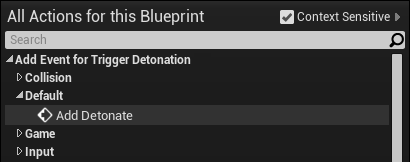 All Actions for this Blueprint
Context Sensitive
Search
Add Event for Trigger Detonation
Collision
Default
Add Detonate
Game
Input